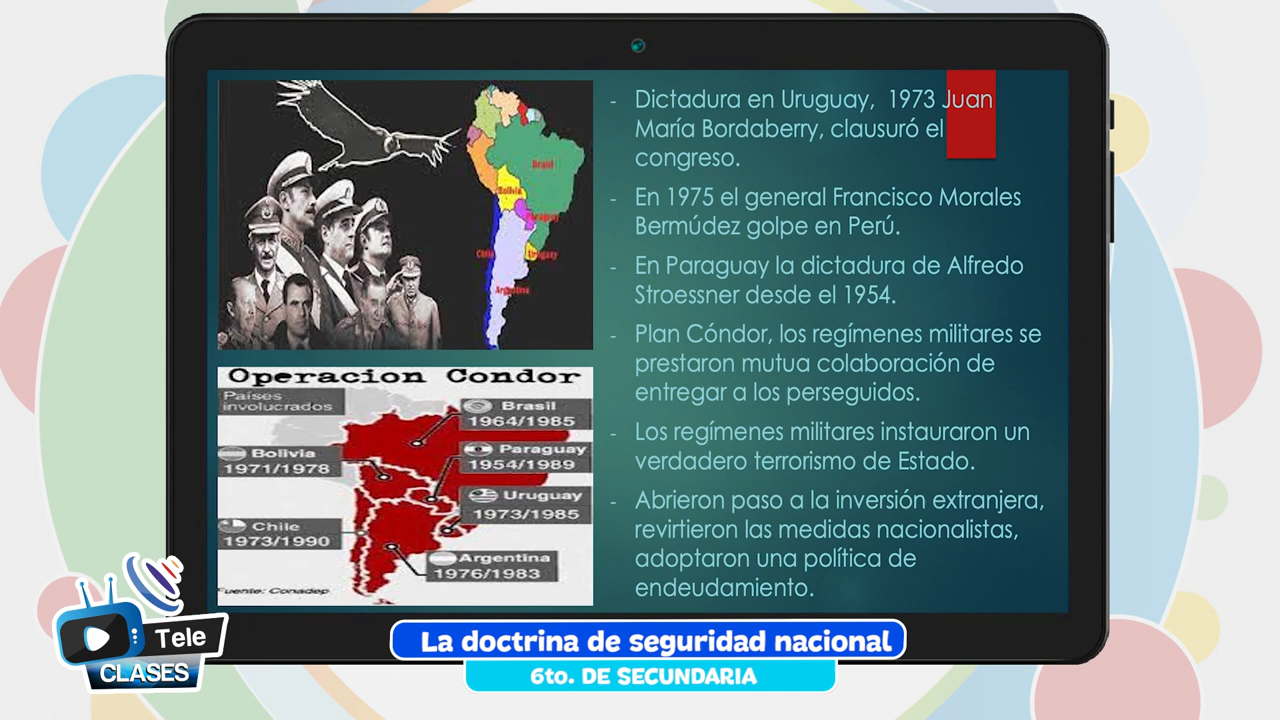 Brasil
Bolivia
Paraguay
Chile
Uruguay
Argentina
Operacion Condor
Países
involucrados
Brasil
1964/1985
Bolivia
1971/1978
Paraguay
1954/1989
Uruguay
1973/1985
Chile
1973/1990
Argentina
1976/1983
Fuente: Conadep
- Dictadura en Uruguay, 1973 Juan
María Bordaberry, clausuró el
congreso.
- En 1975 el general Francisco Morales
Bermúdez golpe en Perú.
- En Paraguay la dictadura de Alfredo
Stroessner desde el 1954.
- Plan Cóndor, los regímenes militares se
prestaron mutua colaboración de
entregar a los perseguidos.
- Los regímenes militares instauraron un
verdadero terrorismo de Estado.
- Abrieron paso a la inversión extranjera,
revirtieron las medidas nacionalistas,
adoptaron una política de
endeudamiento.
Tele
CLASES
La doctrina de seguridad nacional
6to. DE SECUNDARIA